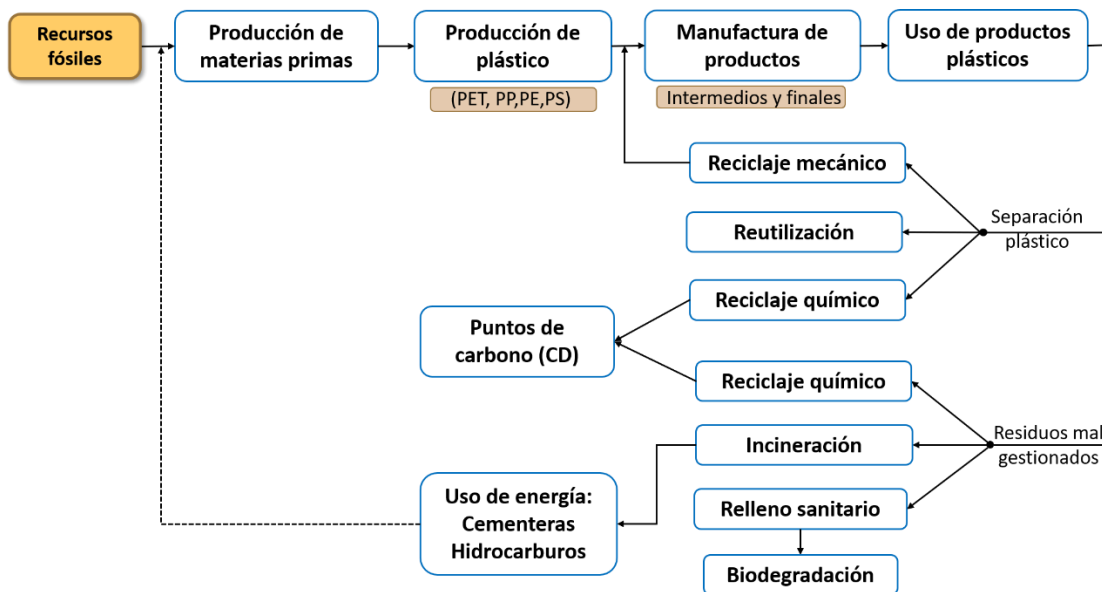 Recursos
fósiles
Producción de
materias primas
Producción de
plástico
(PET, PP,PE,PS)
Manufactura de
productos
Intermedios y finales
Uso de productos
plásticos
Reciclaje mecánico
Separación
plástico
Reutilización
Reciclaje químico
Puntos de
carbono (CD)
Reciclaje químico
Residuos mal
gestionados
Incineración
Uso de energía:
Cementeras
Hidrocarburos
Relleno sanitario
Biodegradación